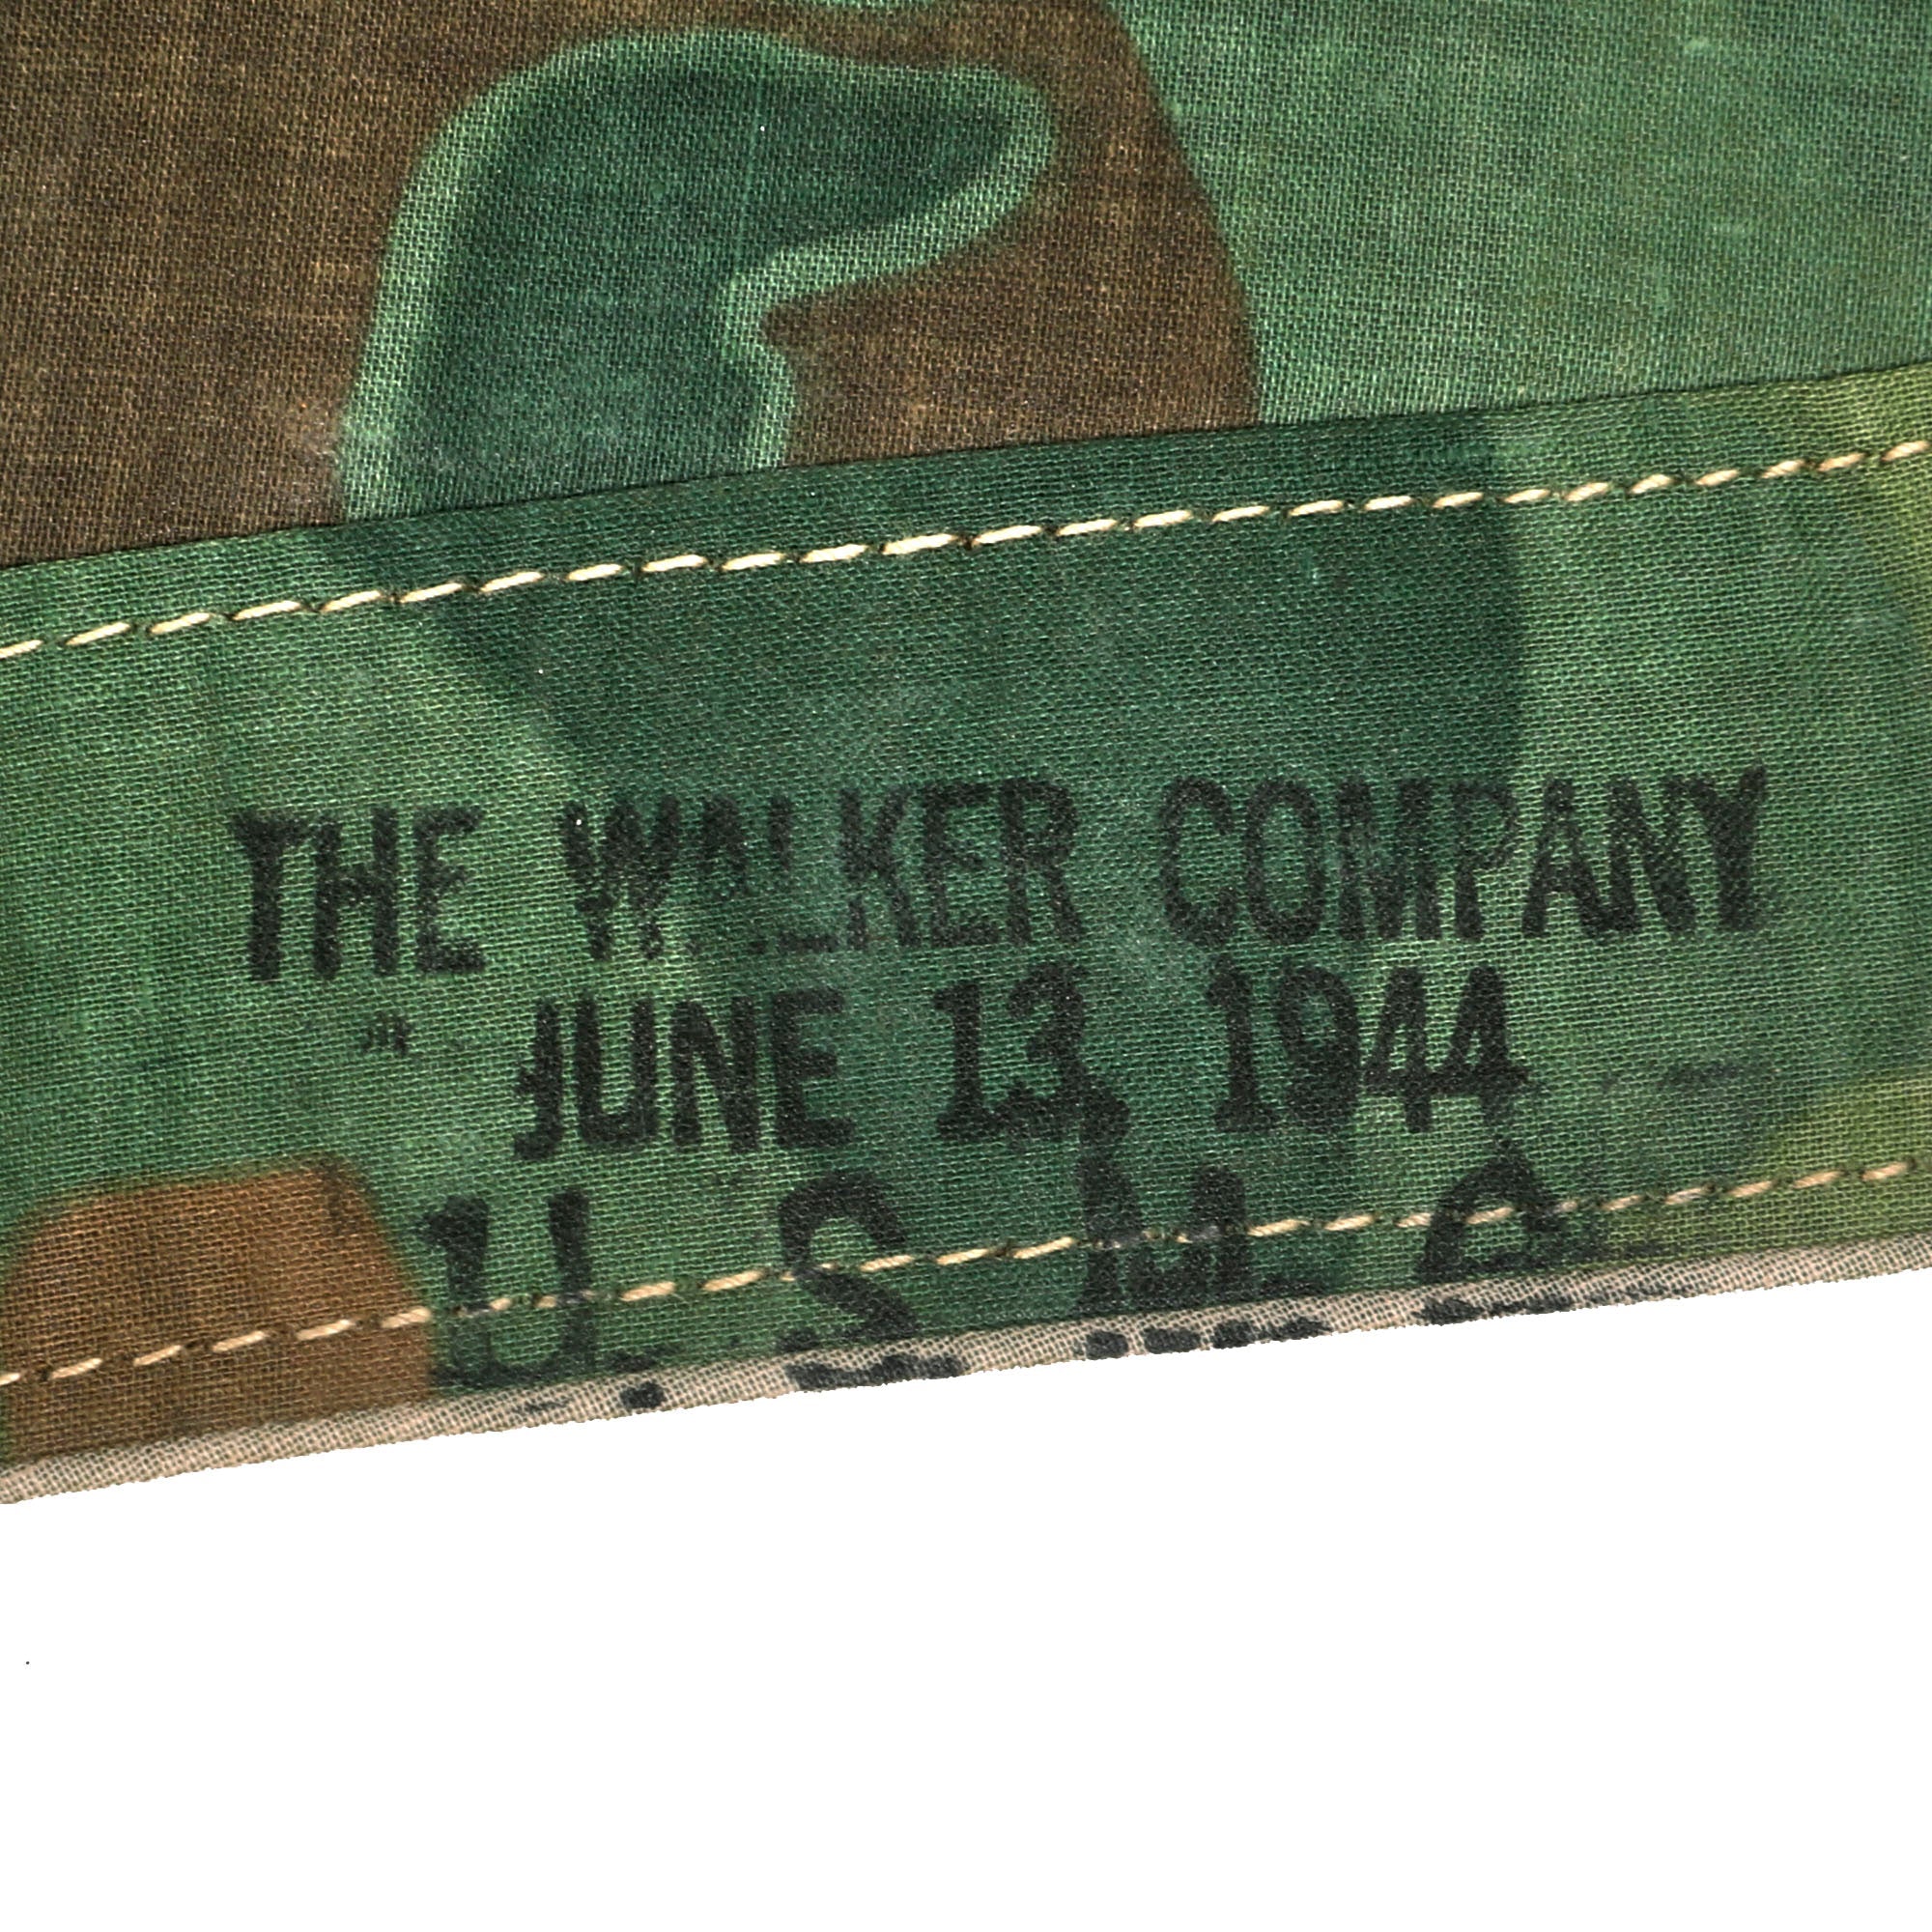 THE WALKER COMPANY
JUNE 13, 1944
U. S. M. C.